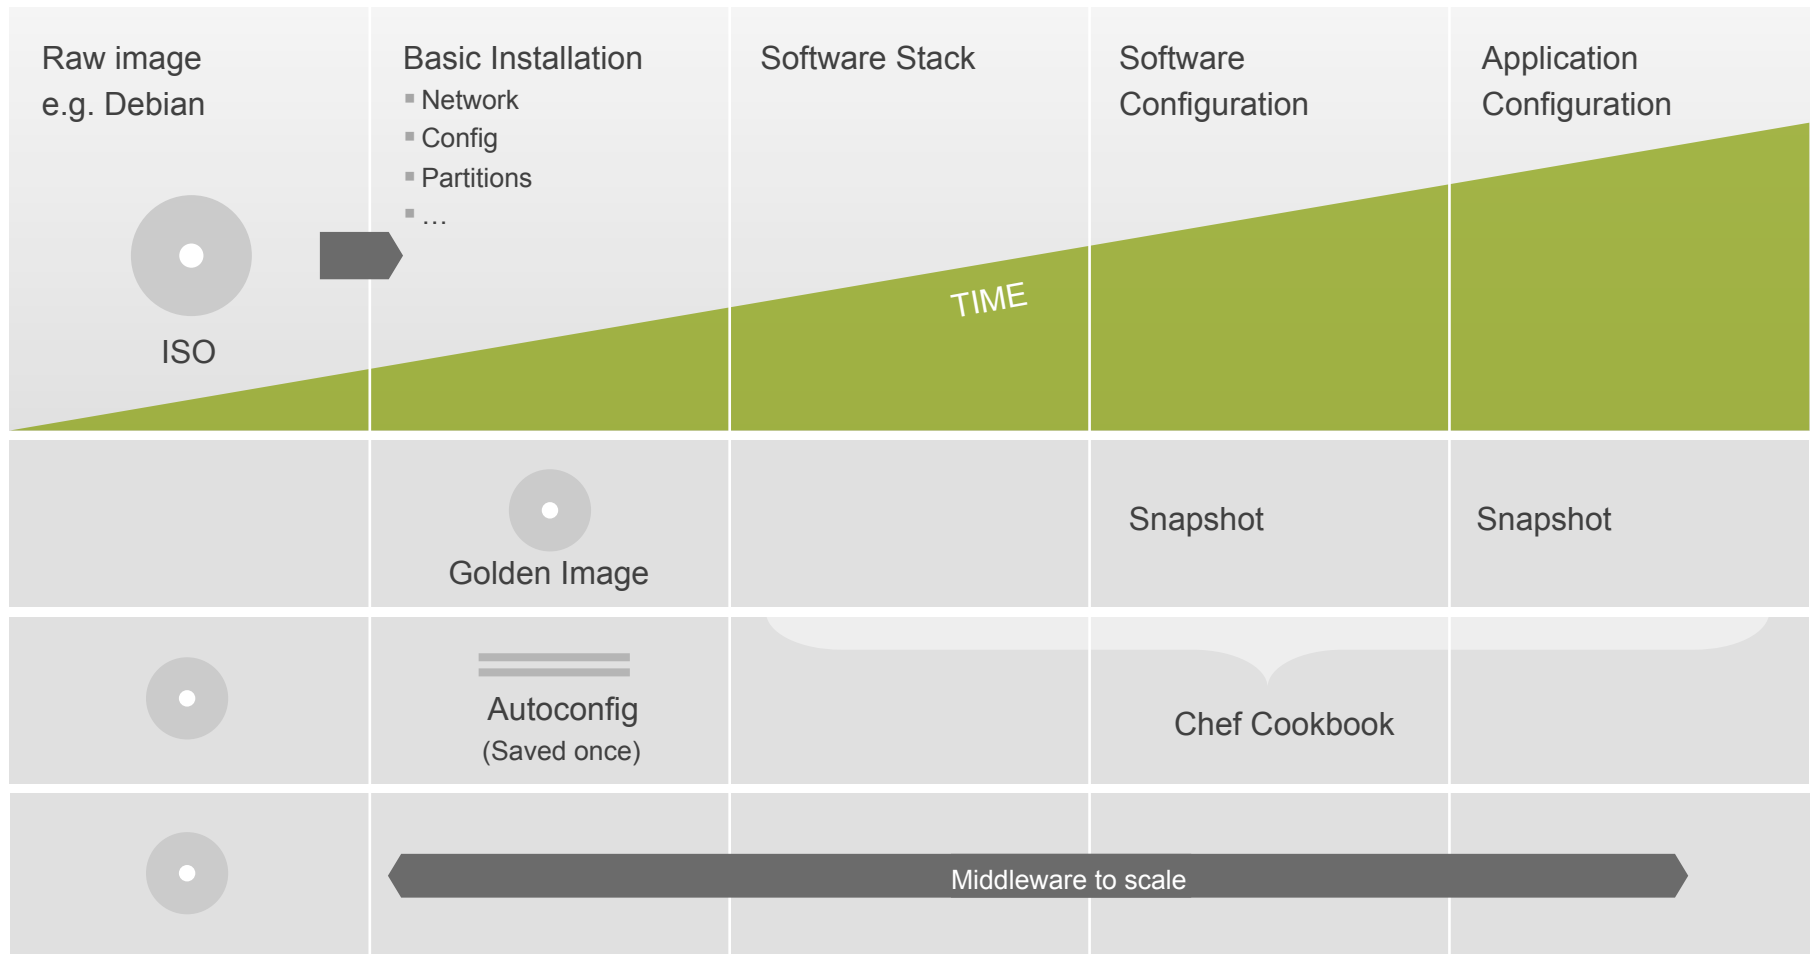 Raw image
e.g. Debian
ISO
Basic Installation
Network
Config
Partitions
…
Software Stack
Software
Configuration
Application
Configuration
TIME
Golden Image
Snapshot
Snapshot
Autoconfig
(Saved once)
Chef Cookbook
Middleware to scale